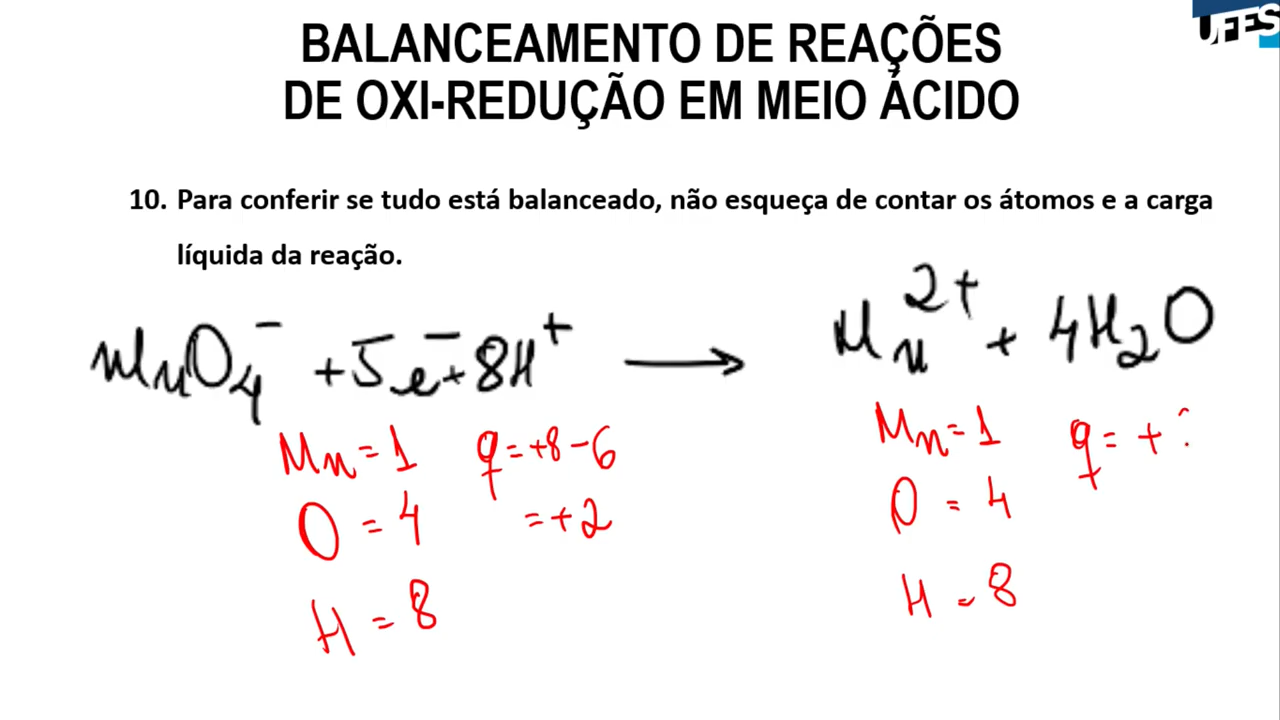 UFES
BALANCEAMENTO DE REAÇÕES
DE OXI-REDUÇÃO EM MEIO ÁCIDO
10. Para conferir se tudo está balanceado, não esqueça de contar os átomos e a carga
líquida da reação.
MnO₄⁻ + 5e⁻ + 8H⁺ → Mn²⁺ + 4H₂O
Mn = 1 q = +8 - 6 Mn = 1 q = +
O = 4 = +2 O = 4
H = 8 H = 8